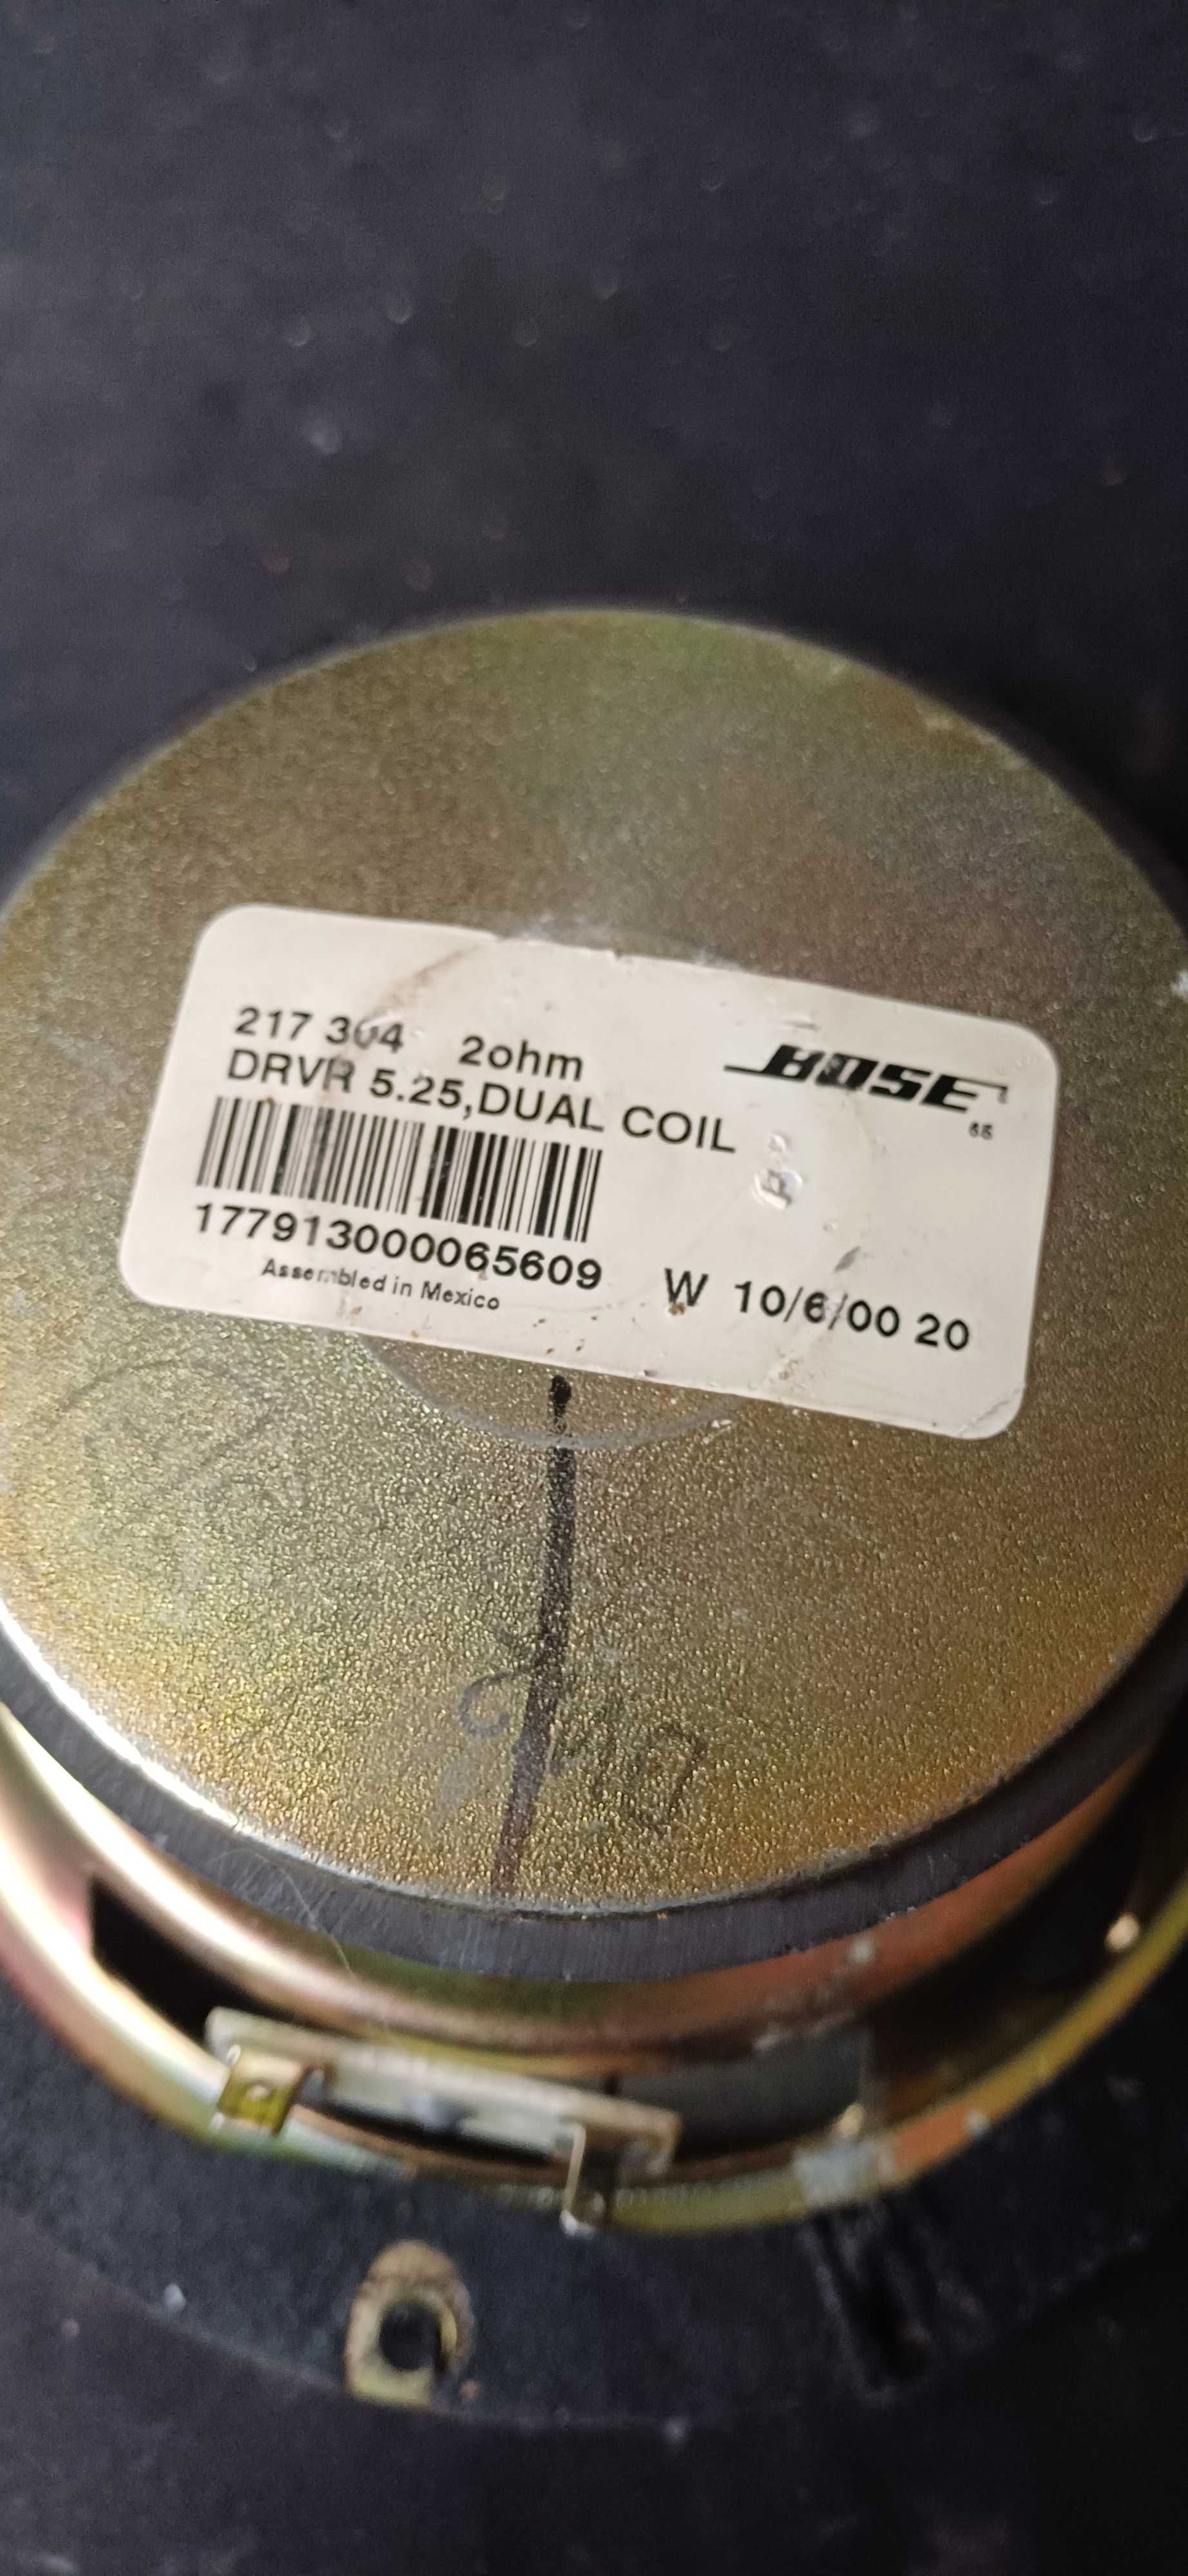 217 304 2ohm
BOSE
DRVR 5.25,DUAL COIL
177913000065609
Assembled in Mexico
W 10/6/00 20